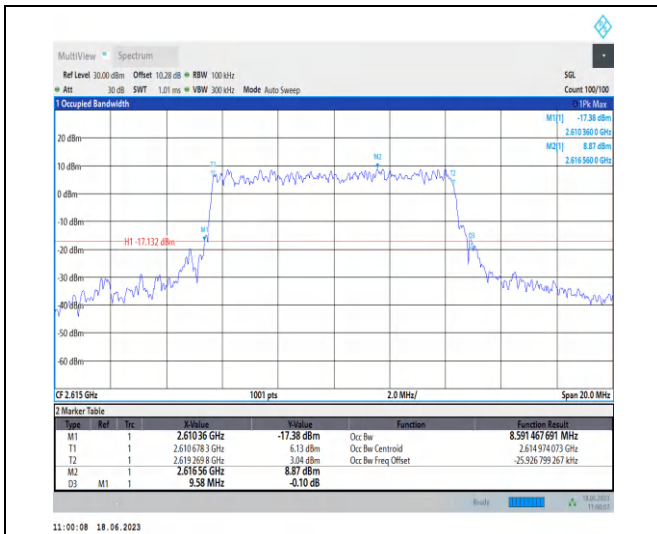 MultiView Spectrum
Ref Level 30.00 dBm Offset 10.28 dB RBW 100 kHz SGL
Att 30 dB SWT 1.01 ms VBW 300 kHz Mode Auto Sweep Count 100/100
1 Occupied Bandwidth 1Pk Max
M1[1] -17.38 dBm
2.610 360 0 GHz
M2[1] 8.87 dBm
2.616 560 0 GHz
20 dBm
10 dBm
0 dBm
-10 dBm
-20 dBm
-30 dBm
-40 dBm
-50 dBm
-60 dBm
T1
M2
T2
M1
D3
H1 -17.132 dBm
CF 2.615 GHz 1001 pts 2.0 MHz/ Span 20.0 MHz
2 Marker Table
Type Ref Trc X-Value Y-Value Function Function Result
M1 1 2.61036 GHz -17.38 dBm Occ Bw 8.591 467 691 MHz
T1 1 2.610 678 3 GHz 6.13 dBm Occ Bw Centroid 2.614 974 073 GHz
T2 1 2.619 269 8 GHz 3.04 dBm Occ Bw Freq Offset -25.926 799 267 kHz
M2 1 2.61656 GHz 8.87 dBm
D3 M1 1 9.58 MHz -0.10 dB
Ready 18.06.2023
11:00:07
11:00:08 18.06.2023